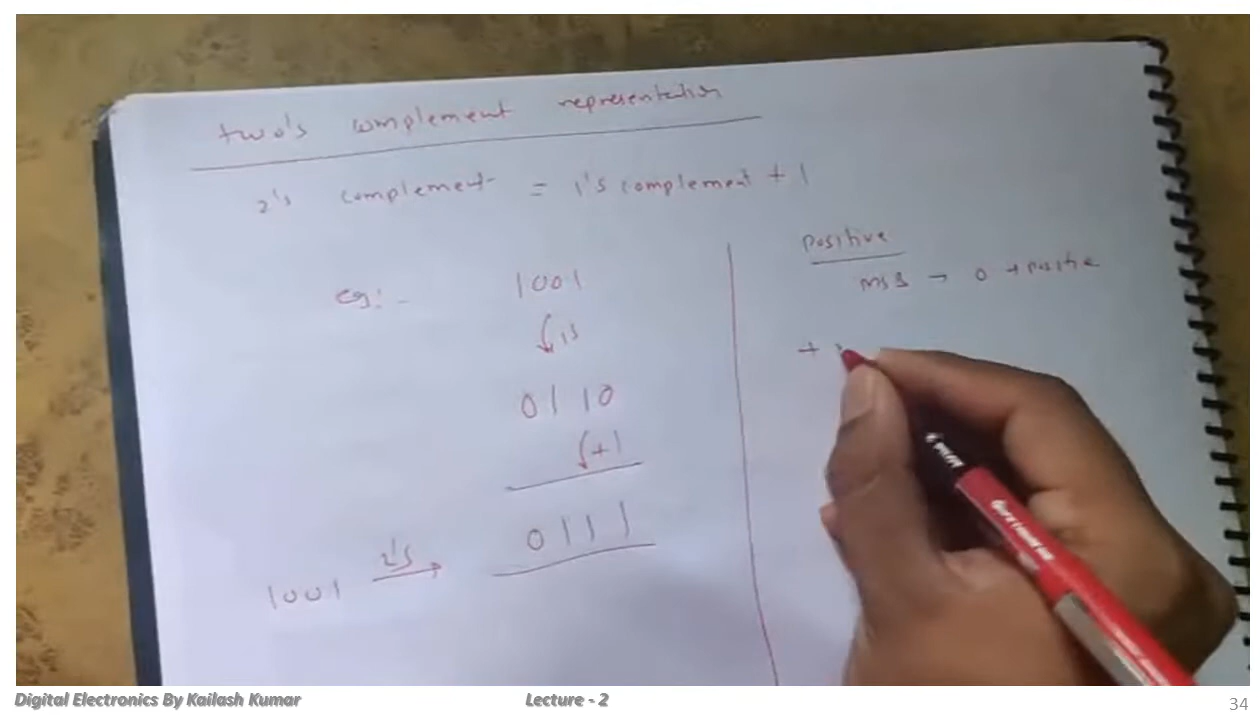 two's complement representation
2's complement = 1's complement + 1
eg:-
1001
1s
0110
+1
0111
1001 2's →
Positive
MSB → 0 → positive
+
Digital Electronics By Kailash Kumar
Lecture - 2
34